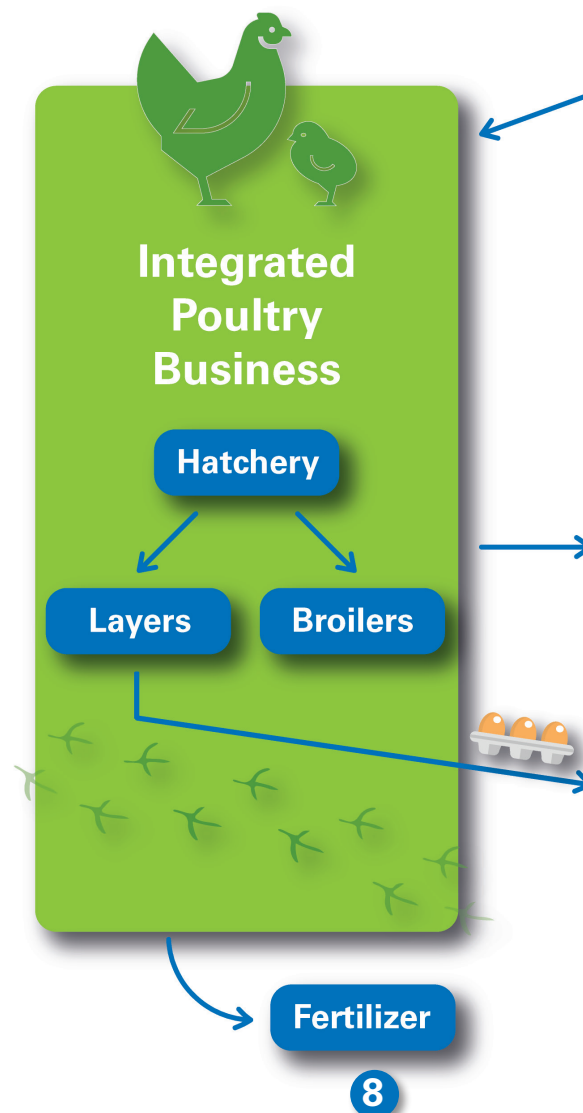 Integrated
Poultry
Business
Hatchery
Layers
Broilers
Fertilizer
8